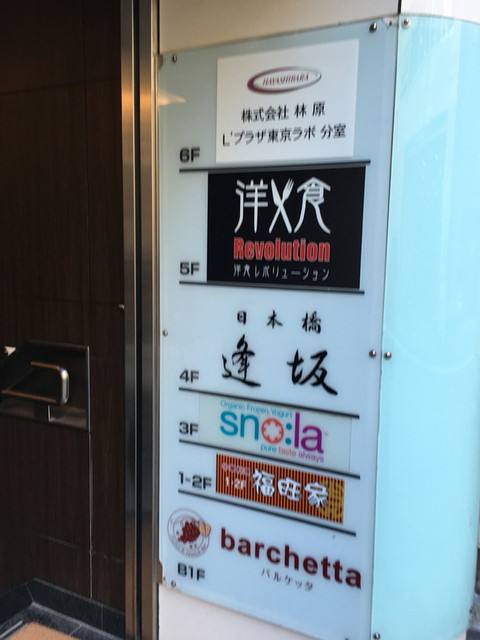 HAYASHIBARA
株式会社 林 原
L'プラザ東京ラボ 分室
6F
洋食
Revolution
洋食レボリューション
5F
日本橋
逢坂
4F
Organic Frozen Yogurt
sno:la
pure taste always
3F
1·2F
福旺家
1-2F
barchetta
バルケッタ
B1F